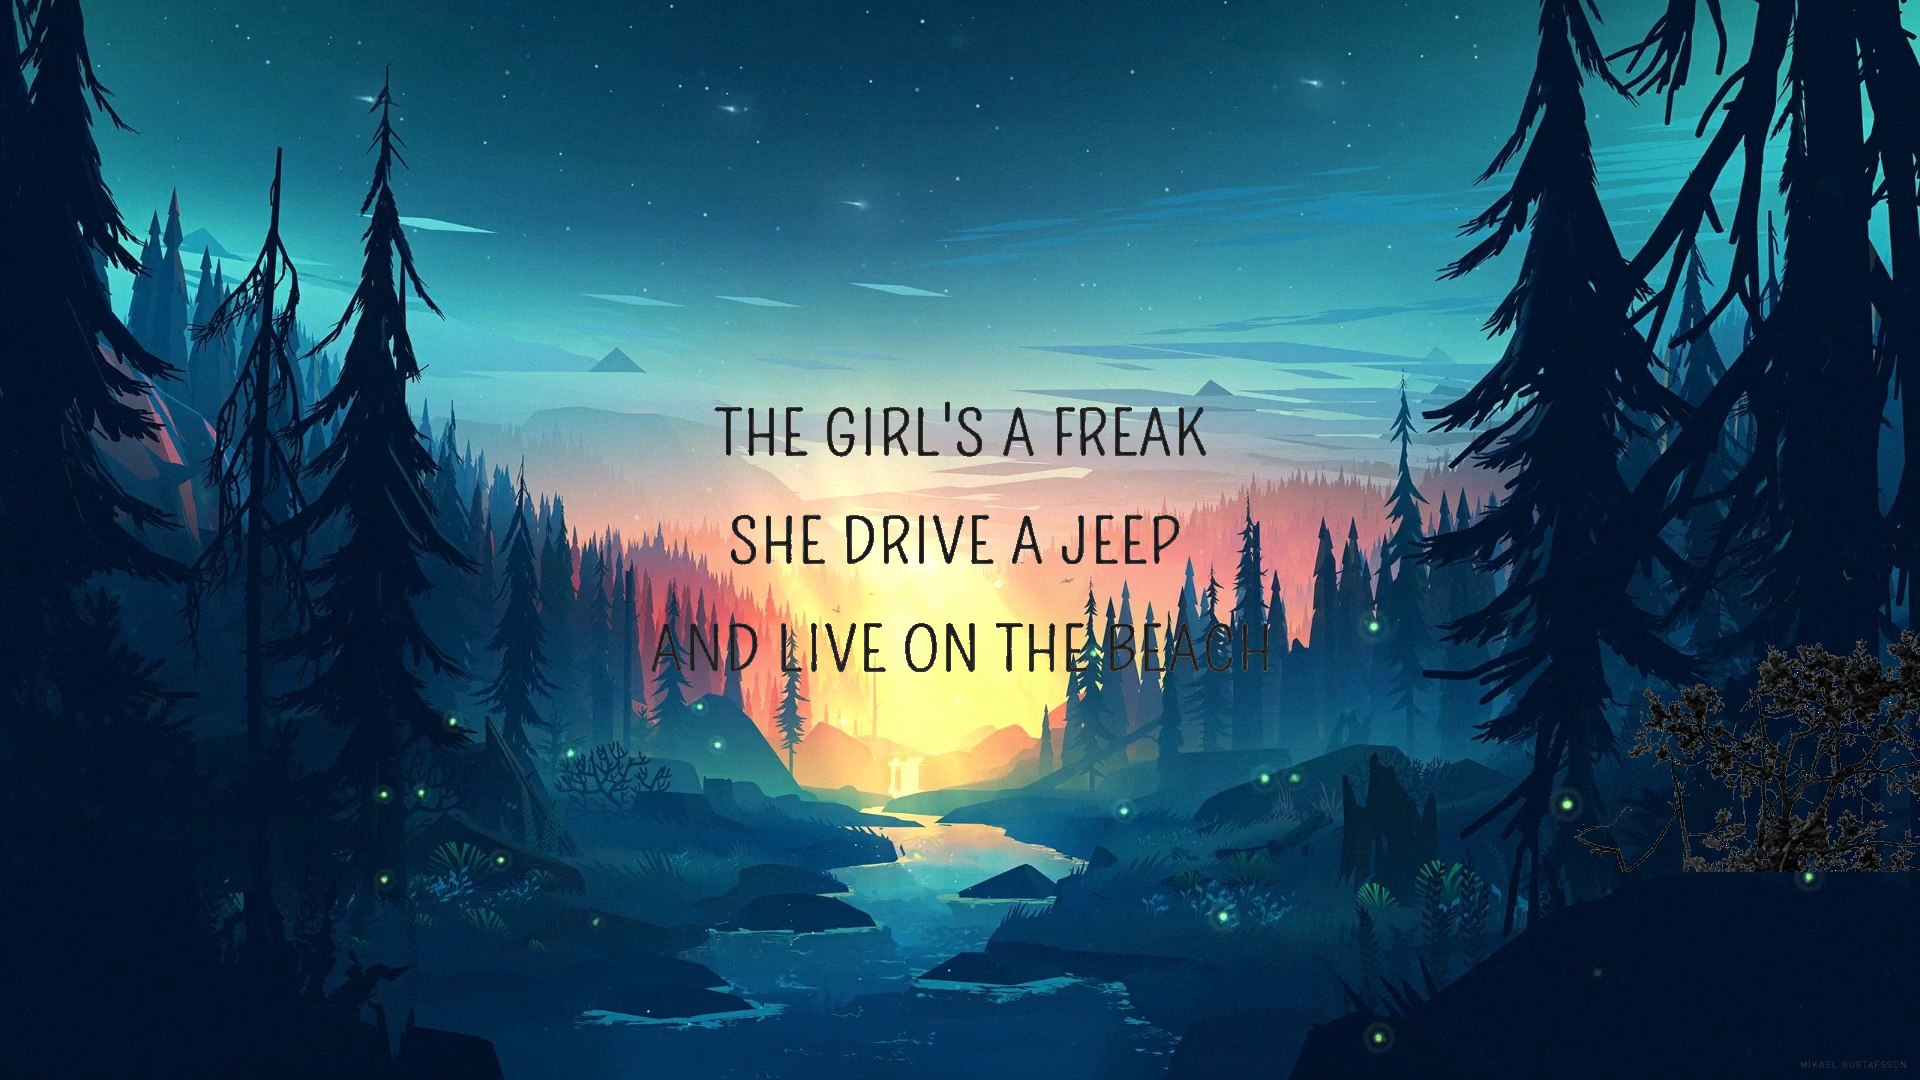 THE GIRL'S A FREAK
SHE DRIVE A JEEP
AND LIVE ON THE BEACH
MIKAEL GUSTAFSSON